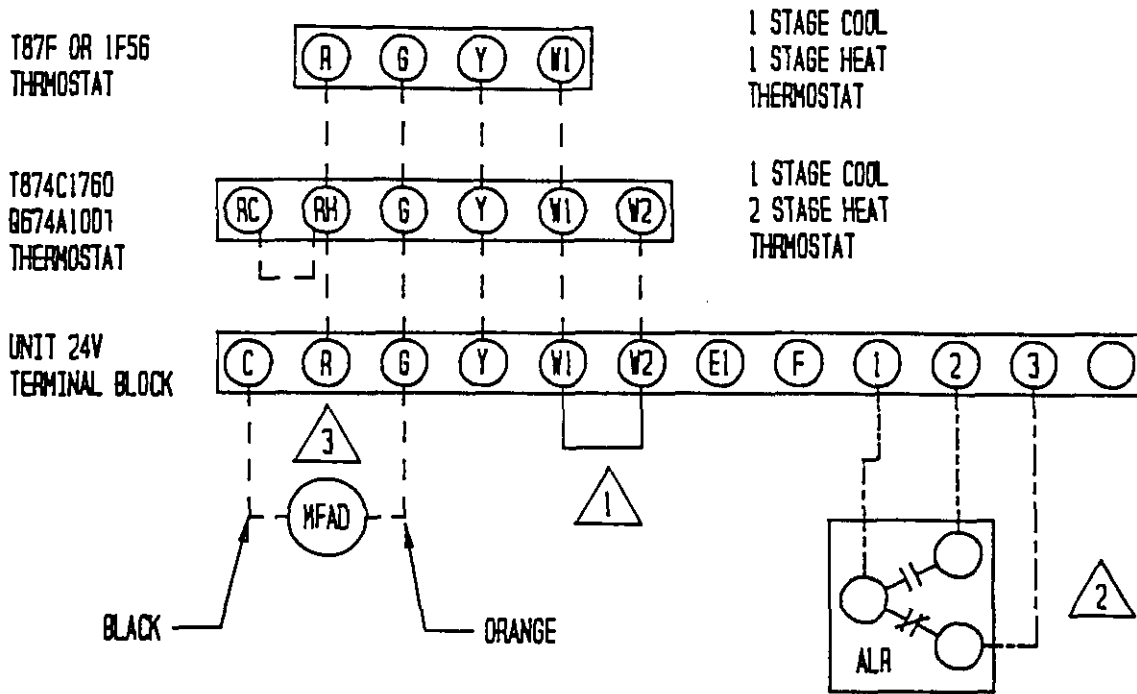 T87F OR 1F56
THRMOSTAT
R G Y W1
1 STAGE COOL
1 STAGE HEAT
THERMOSTAT
T874C1760
Q674A1001
THERMOSTAT
RC RH G Y W1 W2
1 STAGE COOL
2 STAGE HEAT
THRMOSTAT
UNIT 24V
TERMINAL BLOCK
C R G Y W1 W2 E1 F 1 2 3
3
MFAD
1
2
BLACK
ORANGE
ALR